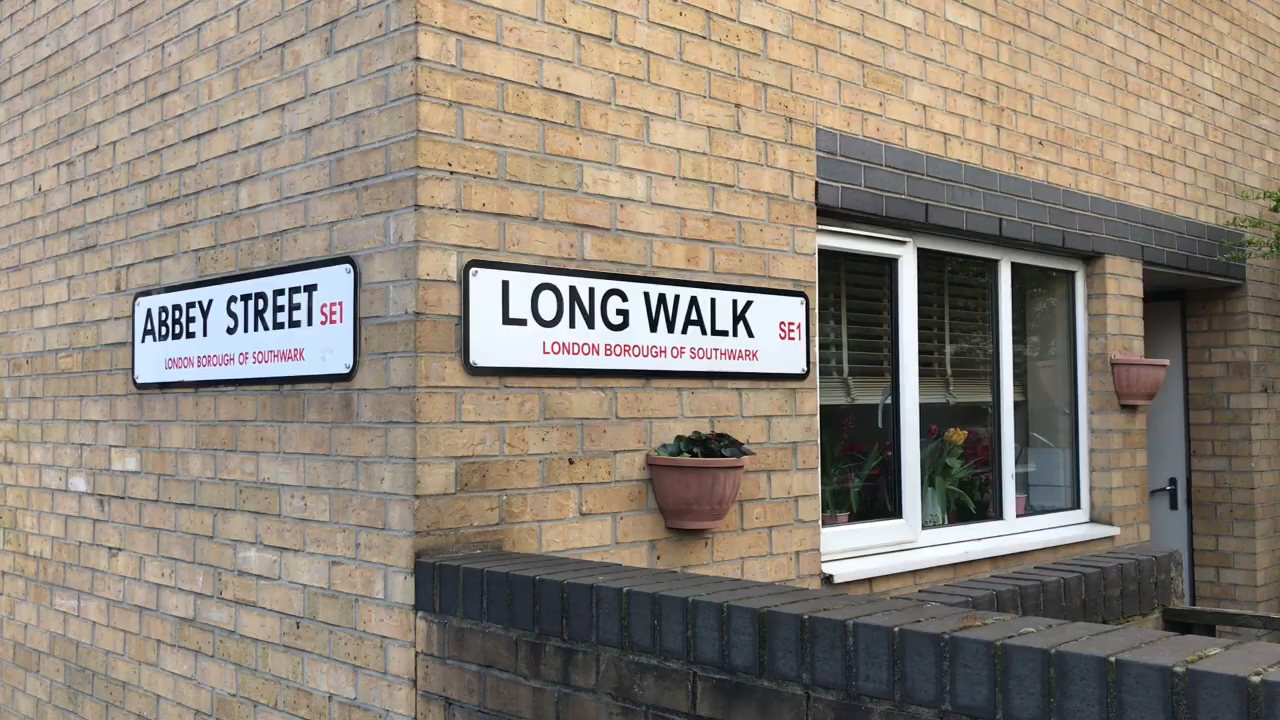 ABBEY STREET SE1
LONDON BOROUGH OF SOUTHWARK
LONG WALK SE1
LONDON BOROUGH OF SOUTHWARK